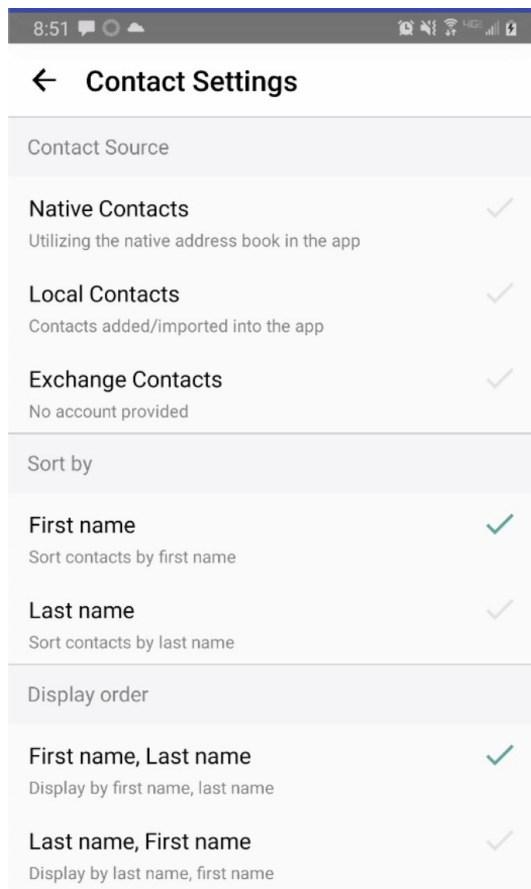 8:51
4GE
Contact Settings
Contact Source
Native Contacts
Utilizing the native address book in the app
Local Contacts
Contacts added/imported into the app
Exchange Contacts
No account provided
Sort by
First name
Sort contacts by first name
Last name
Sort contacts by last name
Display order
First name, Last name
Display by first name, last name
Last name, First name
Display by last name, first name